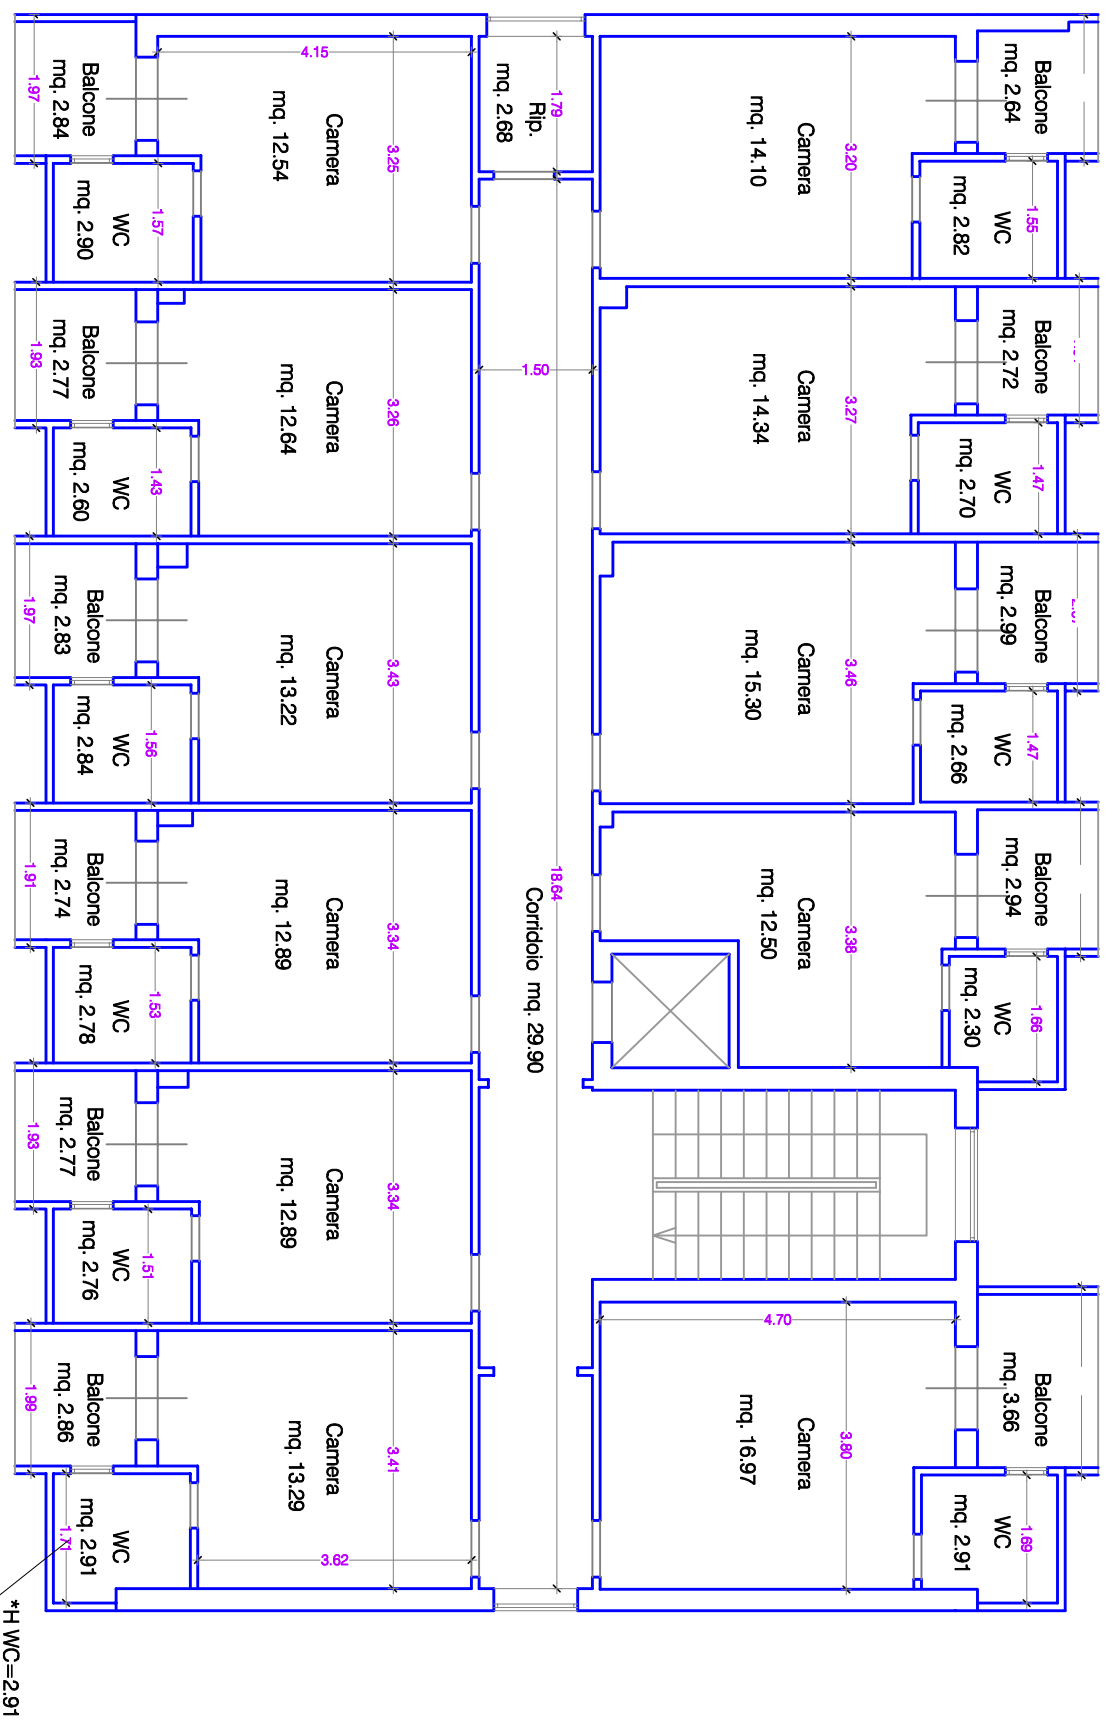 Balcone
mq. 2.84
1.97
4.15
Camera
mq. 12.54
3.25
WC
mq. 2.90
1.57
Rip.
mq. 2.68
1.79
Camera
mq. 14.10
3.20
Balcone
mq. 2.64
WC
mq. 2.82
1.55
Balcone
mq. 2.77
1.93
Camera
mq. 12.64
3.26
WC
mq. 2.60
1.43
1.50
Camera
mq. 14.34
3.27
Balcone
mq. 2.72
WC
mq. 2.70
1.47
Balcone
mq. 2.83
1.97
Camera
mq. 13.22
3.43
WC
mq. 2.84
1.56
Camera
mq. 15.30
3.46
Balcone
mq. 2.99
WC
mq. 2.66
1.47
Balcone
mq. 2.74
1.91
Camera
mq. 12.89
3.34
WC
mq. 2.78
1.53
18.64
Corridoio mq. 29.90
Camera
mq. 12.50
3.38
Balcone
mq. 2.94
WC
mq. 2.30
1.66
Balcone
mq. 2.77
1.93
Camera
mq. 12.89
3.34
WC
mq. 2.76
1.51
Balcone
mq. 2.86
1.99
Camera
mq. 13.29
3.41
3.62
WC
mq. 2.91
1.71
4.70
Camera
mq. 16.97
3.80
Balcone
mq. 3.66
WC
mq. 2.91
1.69
*H WC=2.91